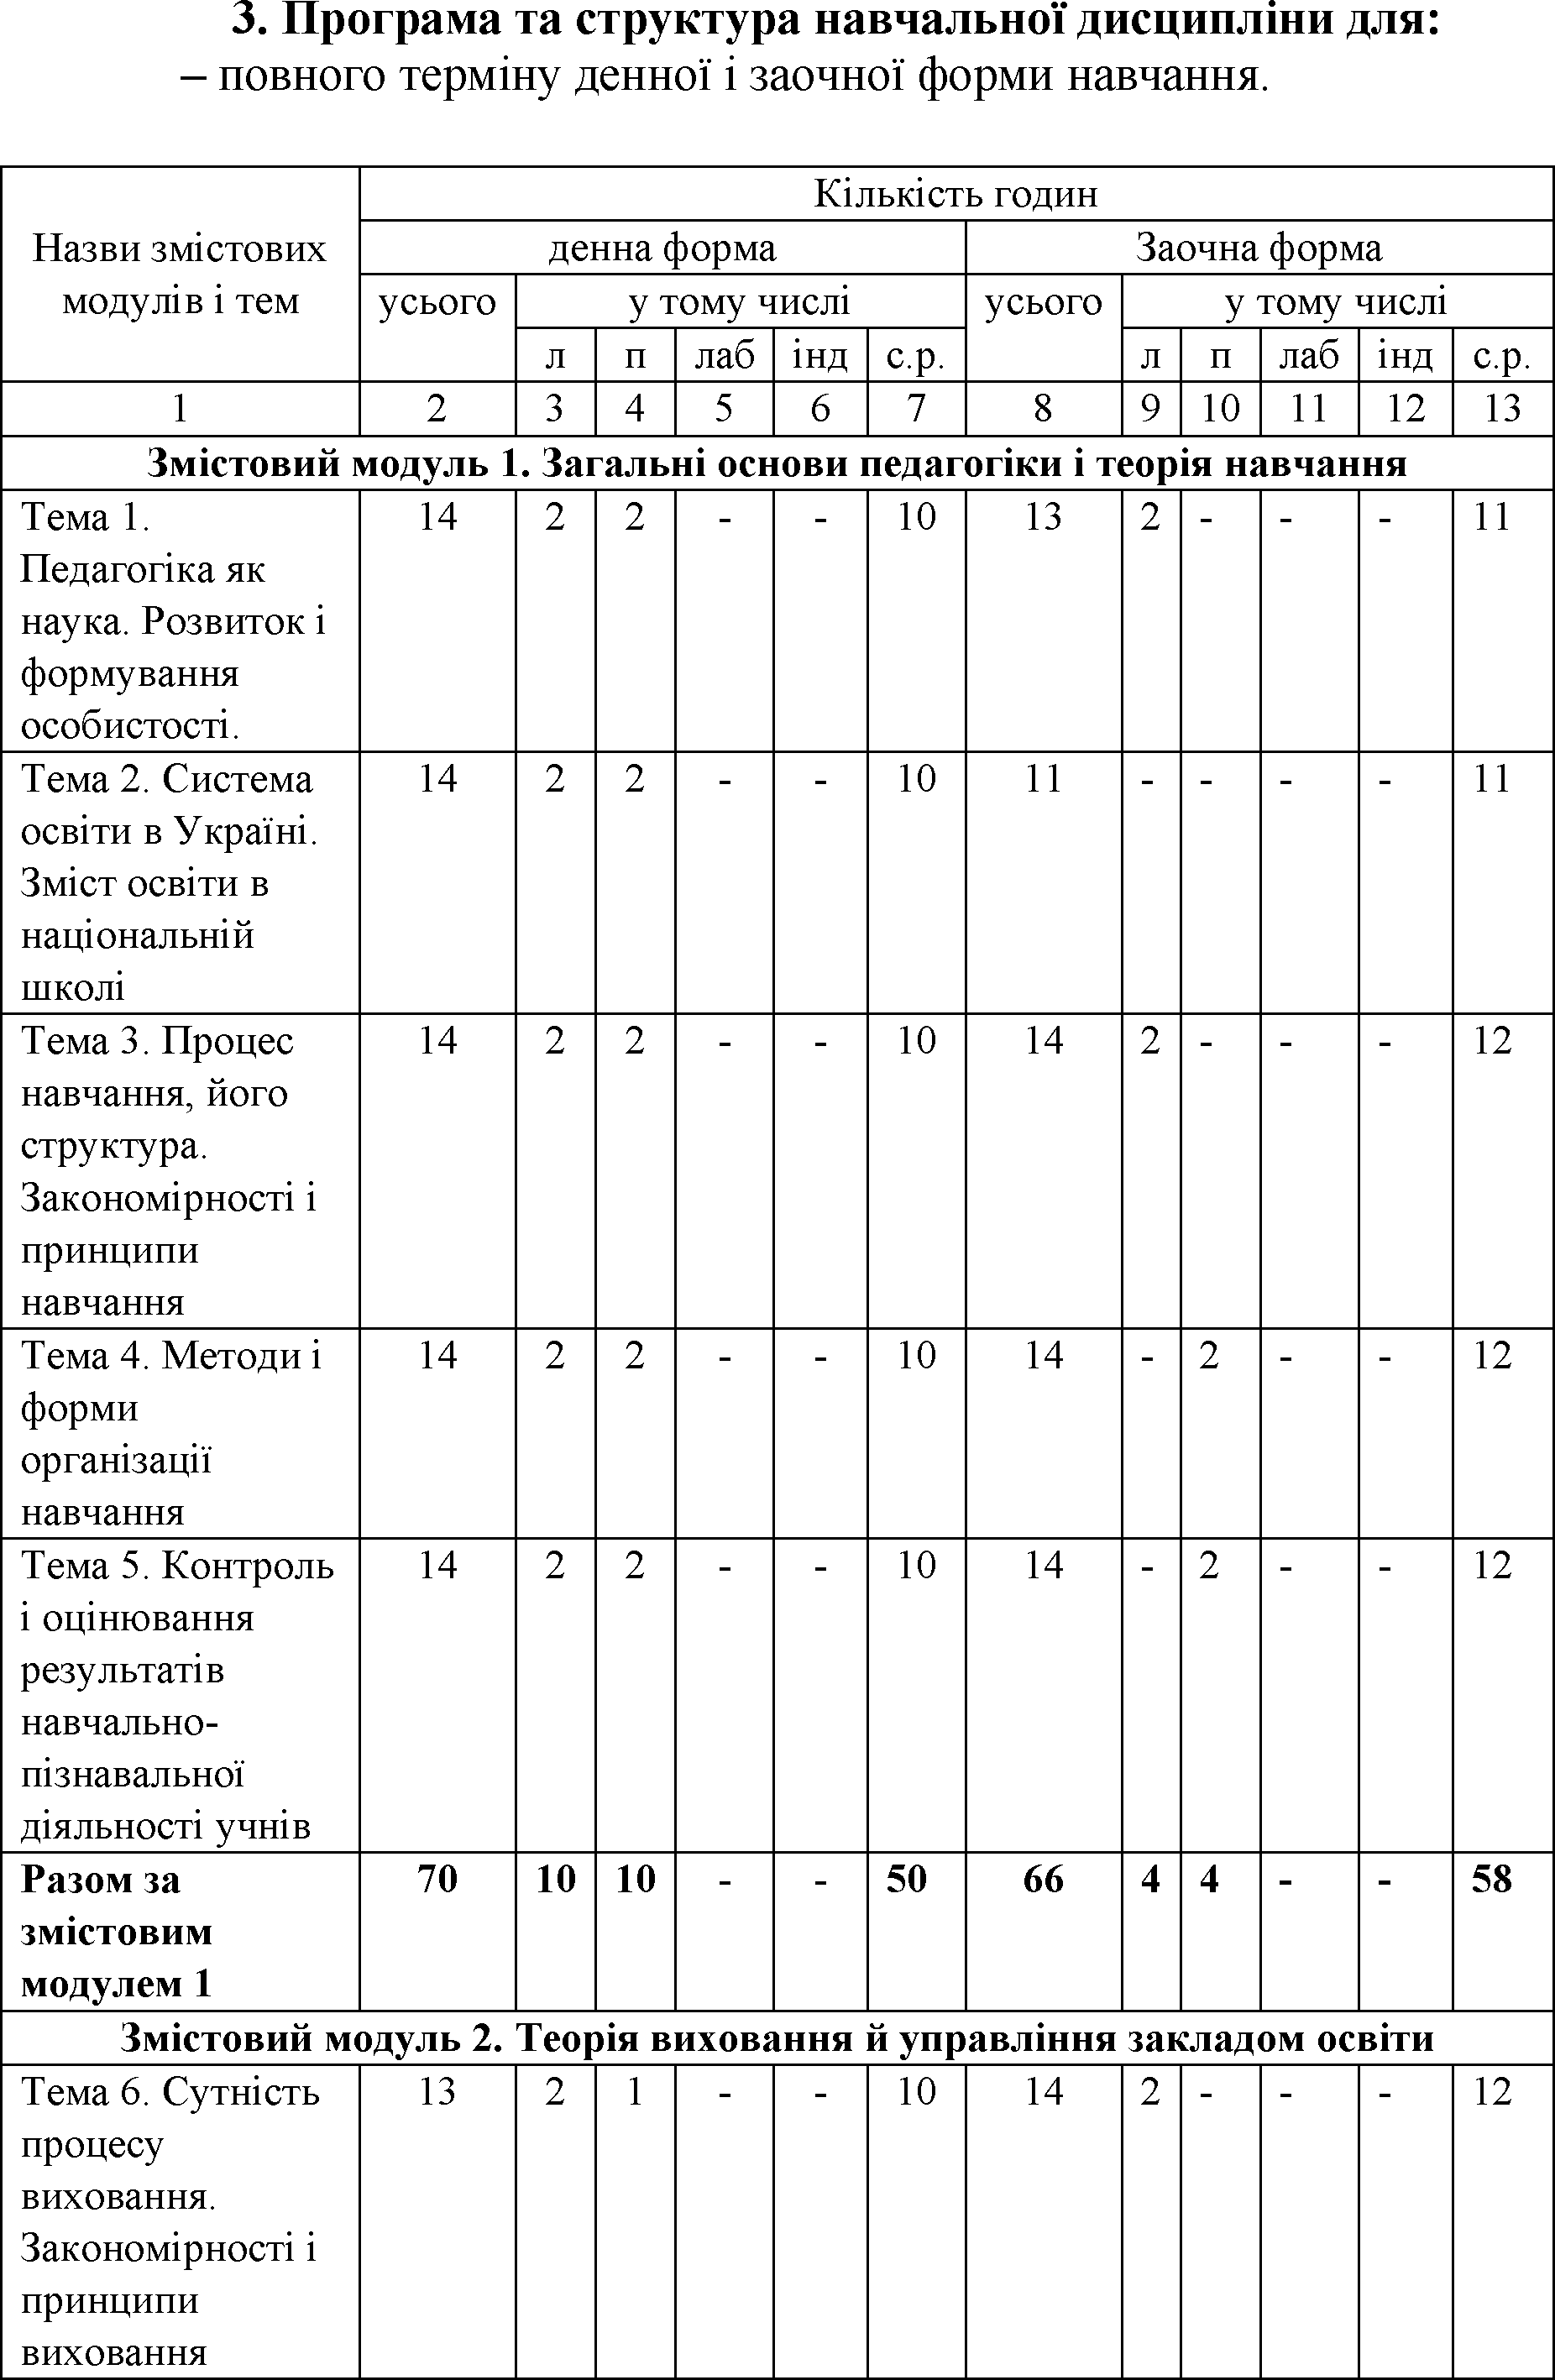 3. Програма та структура навчальної дисципліни для:
– повного терміну денної і заочної форми навчання.
Назви змістових
модулів і тем
Кількість годин
денна форма Заочна форма
усього у тому числі усього у тому числі
л п лаб інд с.р. л п лаб інд с.р.
1 2 3 4 5 6 7 8 9 10 11 12 13
Змістовий модуль 1. Загальні основи педагогіки і теорія навчання
Тема 1. 14 2 2 - - 10 13 2 - - - 11
Педагогіка як
наука. Розвиток і
формування
особистості.
Тема 2. Система 14 2 2 - - 10 11 - - - - 11
освіти в Україні.
Зміст освіти в
національній
школі
Тема 3. Процес 14 2 2 - - 10 14 2 - - - 12
навчання, його
структура.
Закономірності і
принципи
навчання
Тема 4. Методи і 14 2 2 - - 10 14 - 2 - - 12
форми
організації
навчання
Тема 5. Контроль 14 2 2 - - 10 14 - 2 - - 12
і оцінювання
результатів
навчально-
пізнавальної
діяльності учнів
Разом за 70 10 10 - - 50 66 4 4 - - 58
змістовим
модулем 1
Змістовий модуль 2. Теорія виховання й управління закладом освіти
Тема 6. Сутність 13 2 1 - - 10 14 2 - - - 12
процесу
виховання.
Закономірності і
принципи
виховання